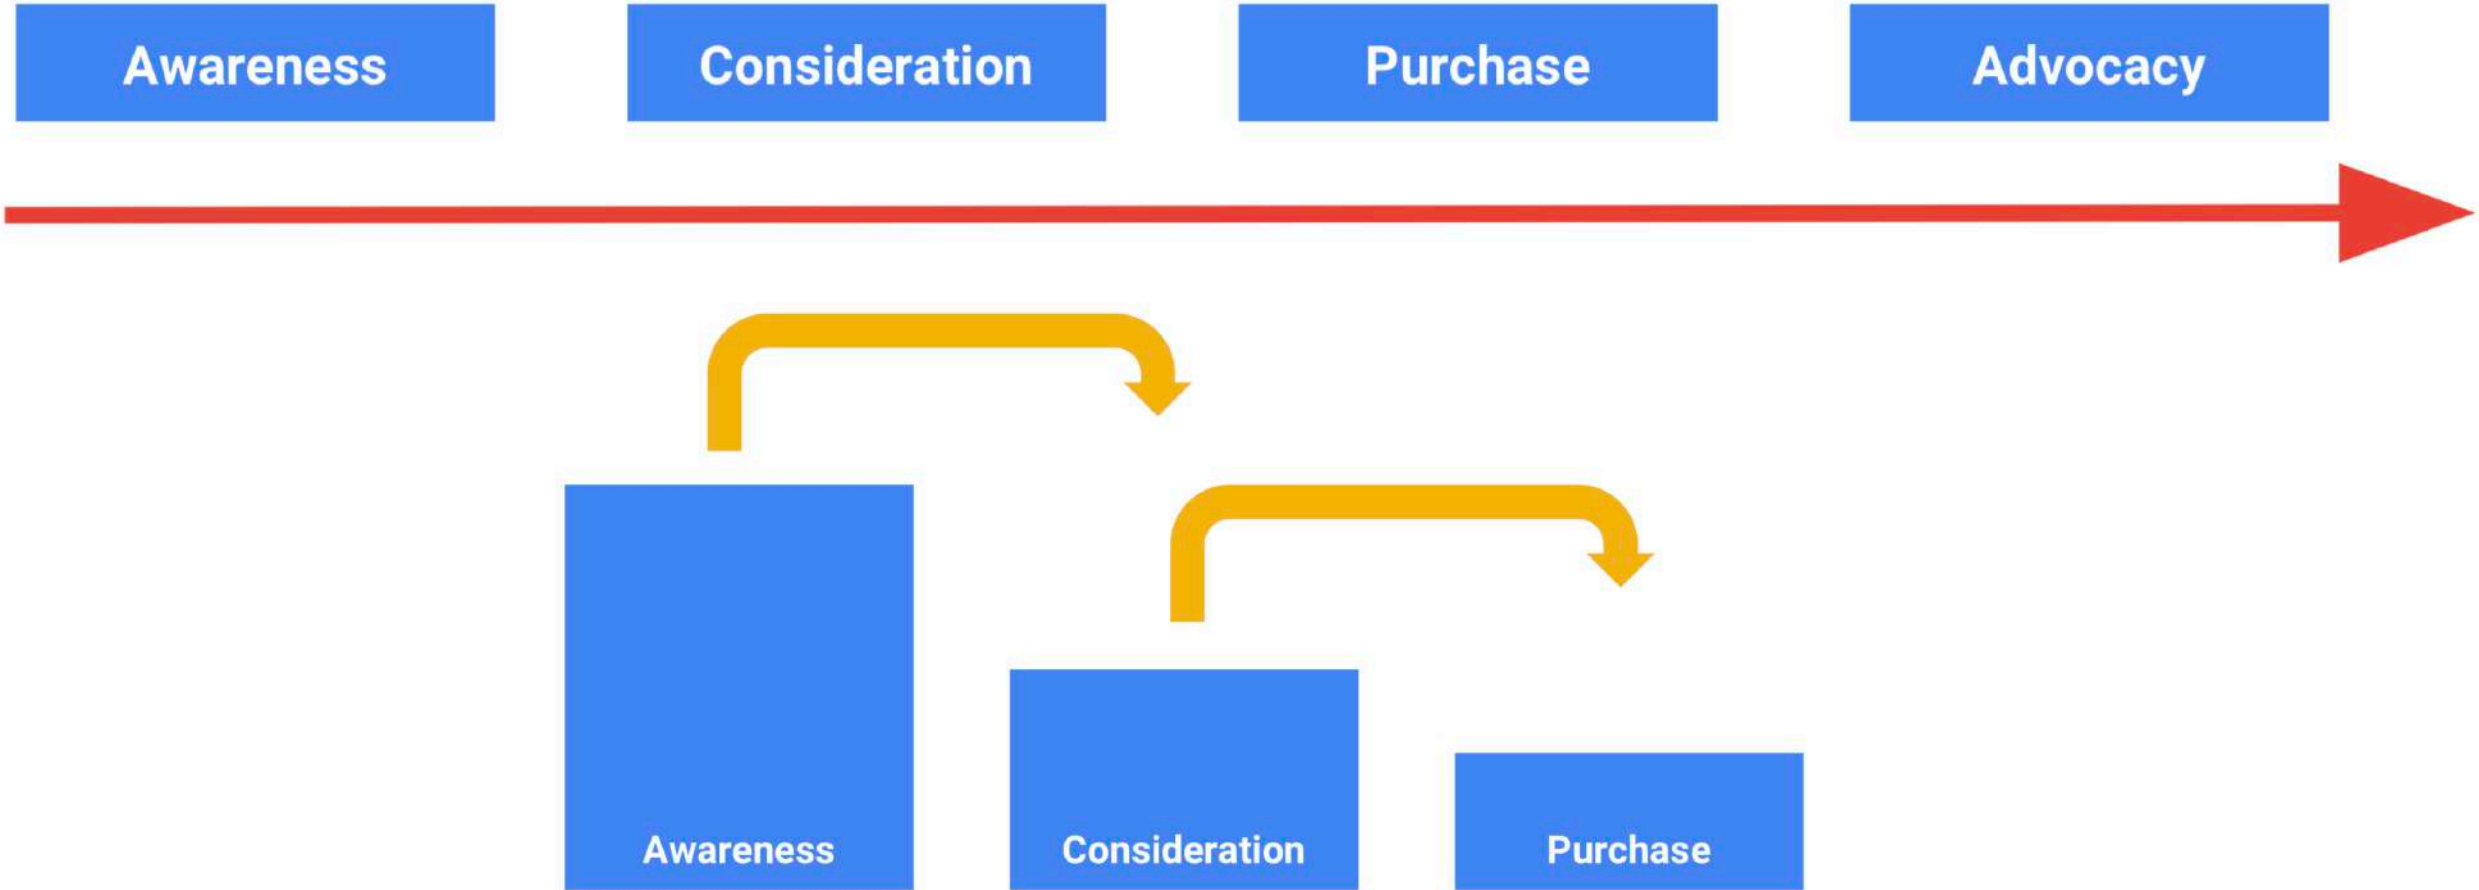 Awareness
Consideration
Purchase
Advocacy
Awareness
Consideration
Purchase